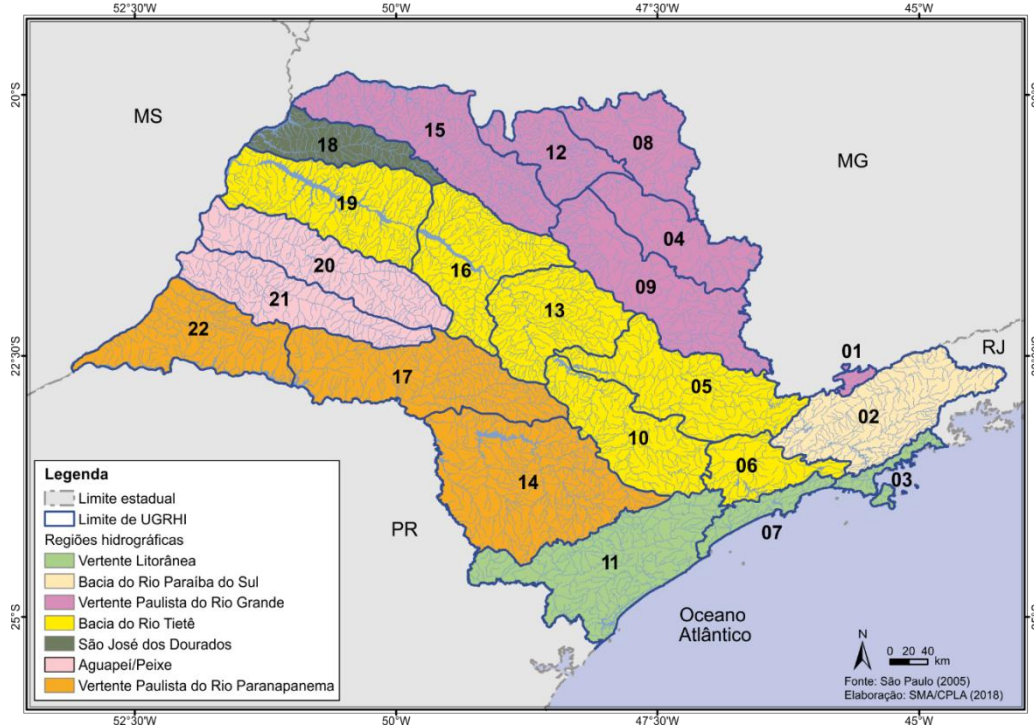 52°30'W 50°W 47°30'W 45°W
20°S
MS
15
18
12
08
MG
19
04
20
16
09
21
13
22
01
RJ
22°30'S
17
05
02
10
06
14
03
07
PR
11
25°S
Oceano
Atlântico
Legenda
Limite estadual
Limite de UGRHI
Regiões hidrográficas
Vertente Litorânea
Bacia do Rio Paraíba do Sul
Vertente Paulista do Rio Grande
Bacia do Rio Tietê
São José dos Dourados
Aguapeí/Peixe
Vertente Paulista do Rio Paranapanema
N
0 20 40
km
Fonte: São Paulo (2005)
Elaboração: SMA/CPLA (2018)
52°30'W 50°W 47°30'W 45°W